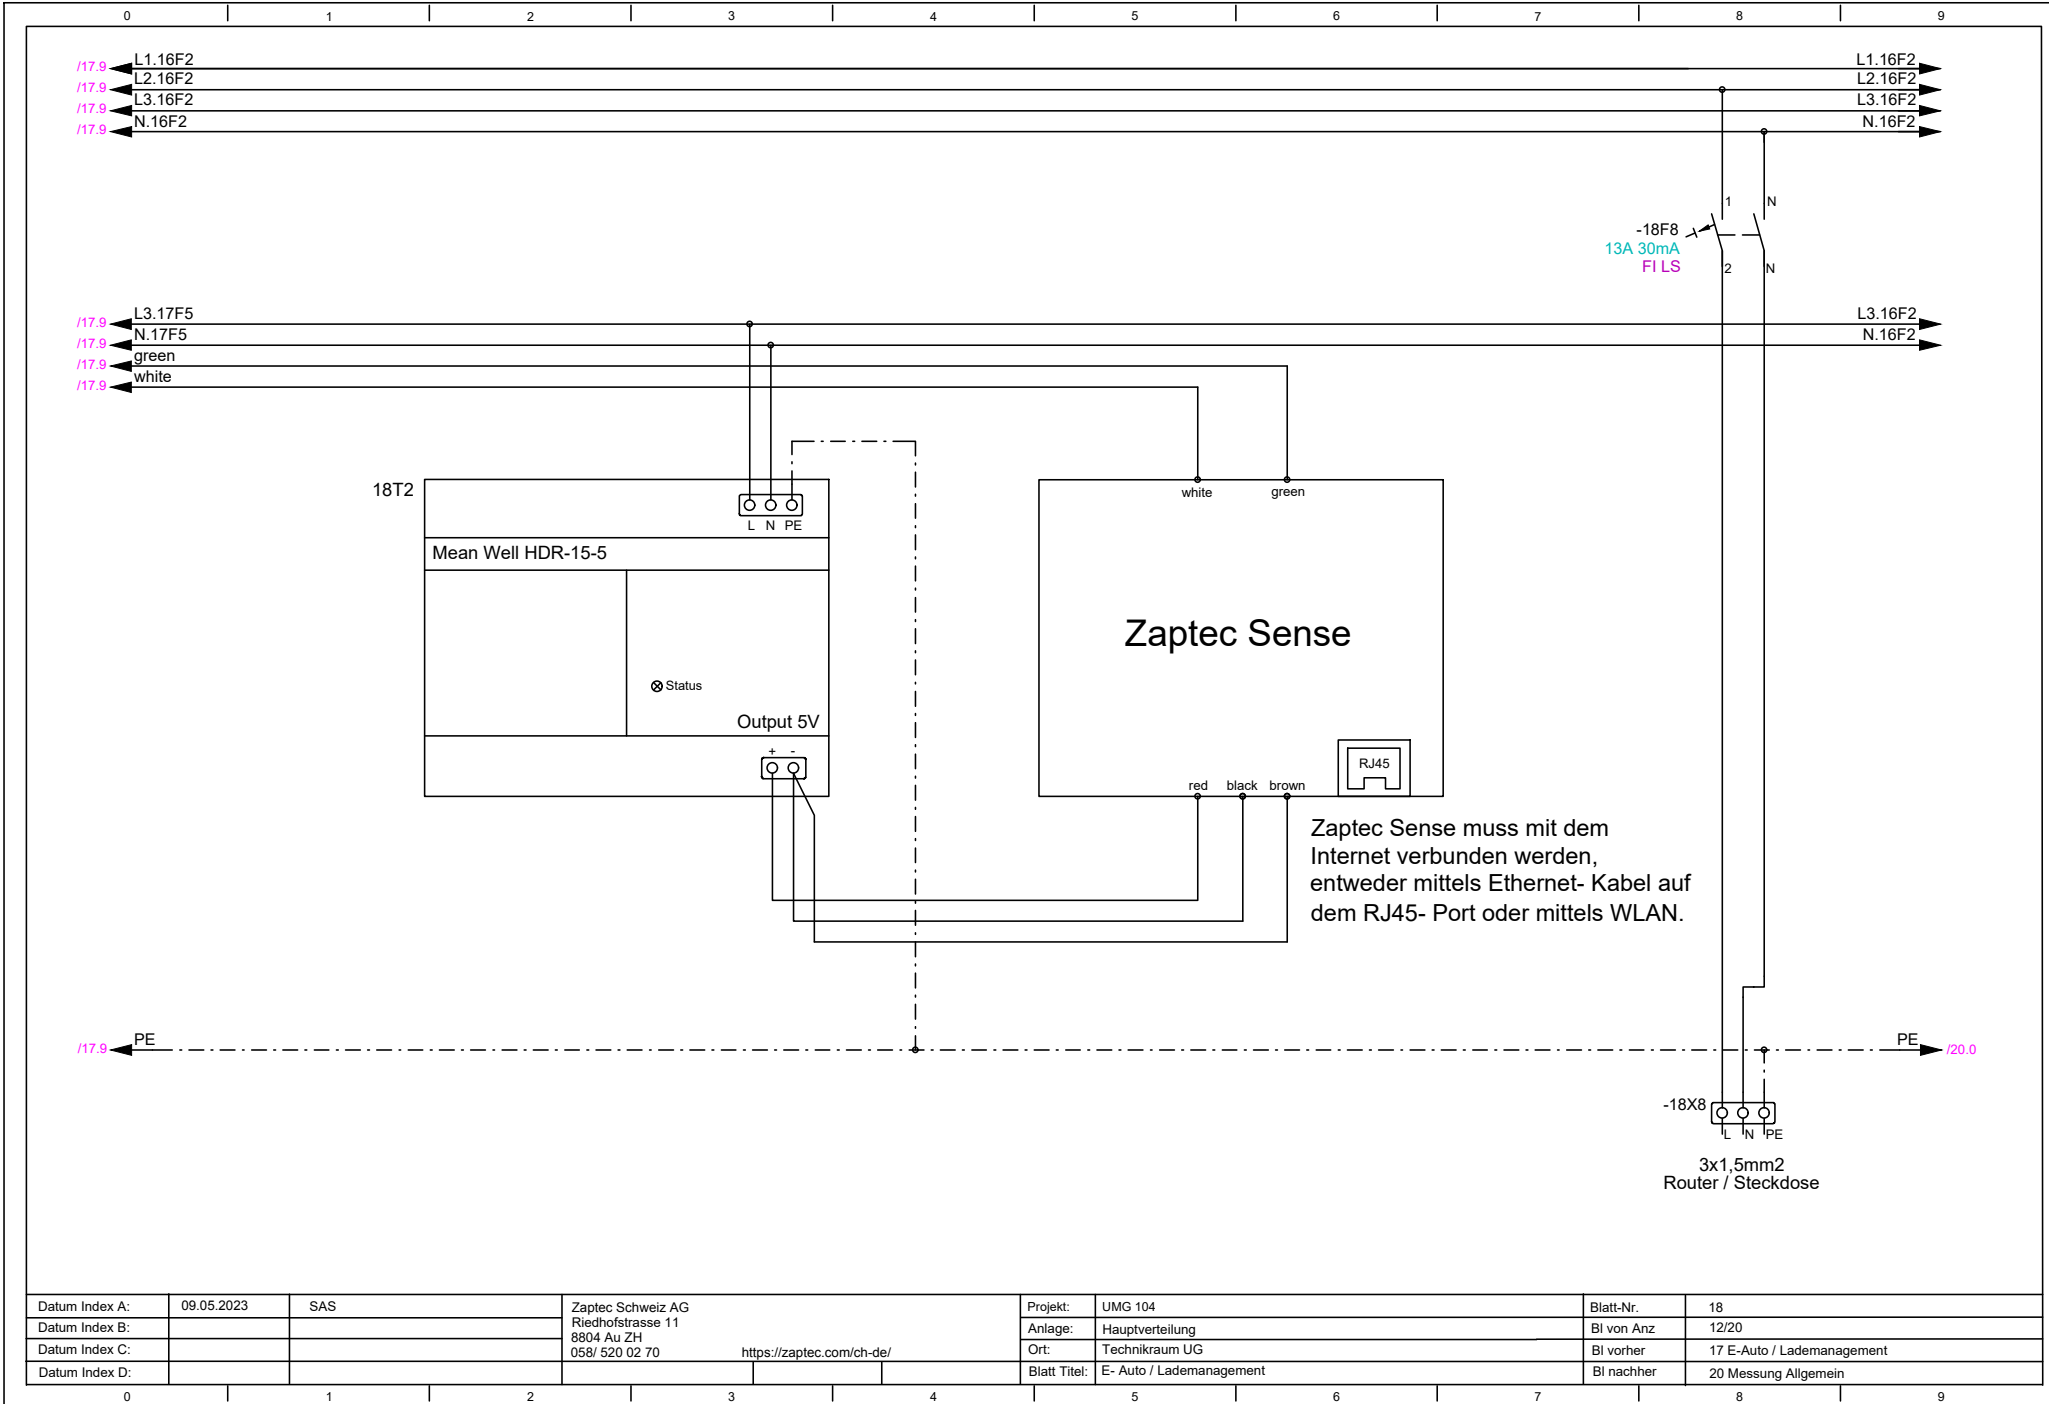 0 1 2 3 4 5 6 7 8 9
/17.9 L1.16F2 L1.16F2
/17.9 L2.16F2 L2.16F2
/17.9 L3.16F2 L3.16F2
/17.9 N.16F2 N.16F2
1 N
-18F8
13A 30mA
FI LS
2 N
/17.9 L3.17F5 L3.16F2
/17.9 N.17F5 N.16F2
/17.9 green
/17.9 white
18T2
L N PE
Mean Well HDR-15-5
Status
Output 5V
+ -
white green
Zaptec Sense
RJ45
red black brown
Zaptec Sense muss mit dem
Internet verbunden werden,
entweder mittels Ethernet- Kabel auf
dem RJ45- Port oder mittels WLAN.
/17.9 PE PE /20.0
-18X8
L N PE
3x1,5mm2
Router / Steckdose
Datum Index A: 09.05.2023 SAS
Datum Index B:
Datum Index C:
Datum Index D:
Zaptec Schweiz AG
Riedhofstrasse 11
8804 Au ZH
058/ 520 02 70 https://zaptec.com/ch-de/
Projekt: UMG 104
Anlage: Hauptverteilung
Ort: Technikraum UG
Blatt Titel: E- Auto / Lademanagement
Blatt-Nr. 18
Bl von Anz 12/20
Bl vorher 17 E-Auto / Lademanagement
Bl nachher 20 Messung Allgemein
0 1 2 3 4 5 6 7 8 9